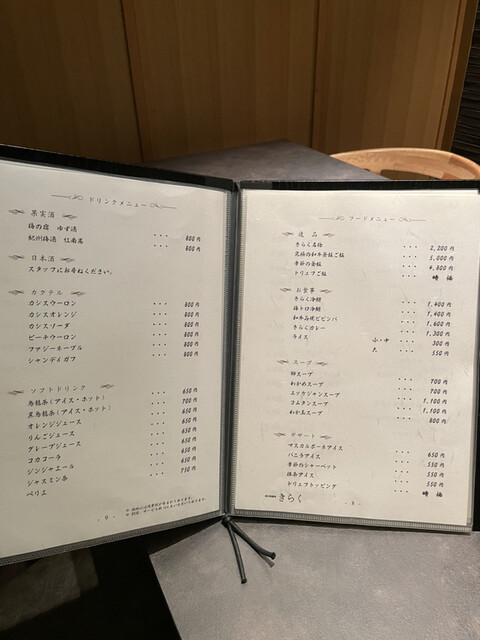 ドリンクメニュー
果実酒
梅の宿 ゆず酒 ・・・ 800円
紀州梅酒 紅南高 ・・・ 800円
日本酒
スタッフにお尋ねください。
カクテル
カシスウーロン ・・・ 800円
カシスオレンジ ・・・ 800円
カシスソーダ ・・・ 800円
ピーチウーロン ・・・ 800円
ファジーネーブル ・・・ 800円
シャンディガフ ・・・ 800円
ソフトドリンク
烏龍茶(アイス・ホット) ・・・ 650円
黒烏龍茶(アイス・ホット) ・・・ 700円
オレンジジュース ・・・ 650円
りんごジュース ・・・ 650円
グレープジュース ・・・ 650円
コカコーラ ・・・ 650円
ジンジャエール ・・・ 650円
ジャスミン茶 ・・・ 650円
ペリエ ・・・ 750円
- 9 -
フードメニュー
逸品
きらく名物 ・・・ 2,200円
究極の和牛釜飯ご飯 ・・・ 5,000円
季節の釜飯 ・・・ 4,800円
トリュフご飯 ・・・ 時価
お食事
きらく冷麺 ・・・ 1,400円
梅トロ冷麺 ・・・ 1,400円
和牛石焼ビビンバ ・・・ 1,600円
きらくカレー ・・・ 1,300円
ライス 小・中 300円
大 350円
スープ
卵スープ ・・・ 700円
わかめスープ ・・・ 700円
ユッケジャンスープ ・・・ 1,100円
コムタンスープ ・・・ 1,100円
わか玉スープ ・・・ 800円
デザート
マスカルポーネアイス ・・・ 650円
バニラアイス ・・・ 550円
季節のシャーベット ・・・ 550円
抹茶アイス ・・・ 550円
トリュフトッピング ・・・ 時価
きらく
- 8 -